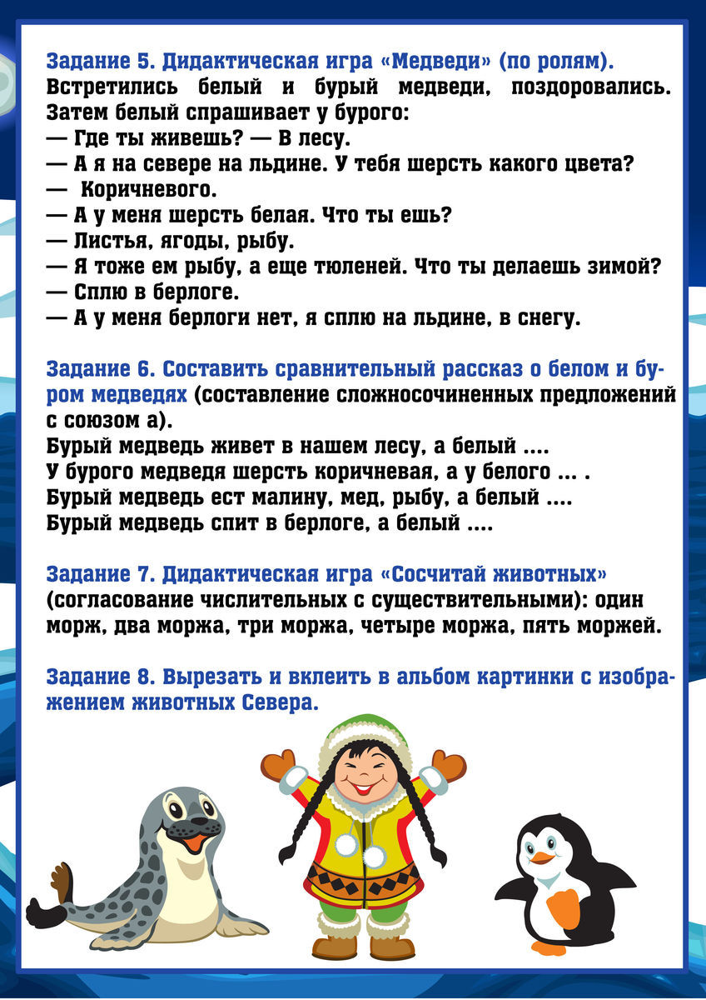 Задание 5. Дидактическая игра «Медведи» (по ролям).
Встретились белый и бурый медведи, поздоровались.
Затем белый спрашивает у бурого:
— Где ты живешь? — В лесу.
— А я на севере на льдине. У тебя шерсть какого цвета?
— Коричневого.
— А у меня шерсть белая. Что ты ешь?
— Листья, ягоды, рыбу.
— Я тоже ем рыбу, а еще тюленей. Что ты делаешь зимой?
— Сплю в берлоге.
— А у меня берлоги нет, я сплю на льдине, в снегу.
Задание 6. Составить сравнительный рассказ о белом и бу-
ром медведях (составление сложносочиненных предложений
с союзом а).
Бурый медведь живет в нашем лесу, а белый ....
У бурого медведя шерсть коричневая, а у белого ... .
Бурый медведь ест малину, мед, рыбу, а белый ....
Бурый медведь спит в берлоге, а белый ....
Задание 7. Дидактическая игра «Сосчитай животных»
(согласование числительных с существительными): один
морж, два моржа, три моржа, четыре моржа, пять моржей.
Задание 8. Вырезать и вклеить в альбом картинки с изобра-
жением животных Севера.